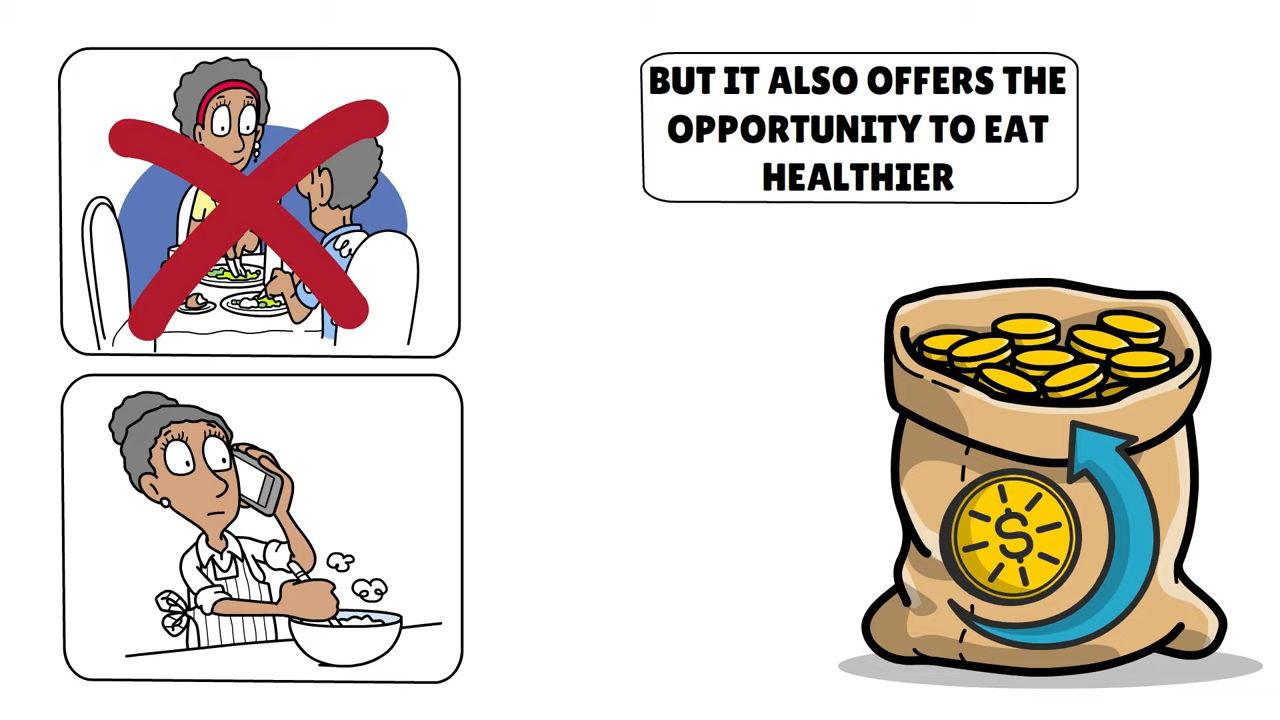 BUT IT ALSO OFFERS THE
OPPORTUNITY TO EAT
HEALTHIER
$